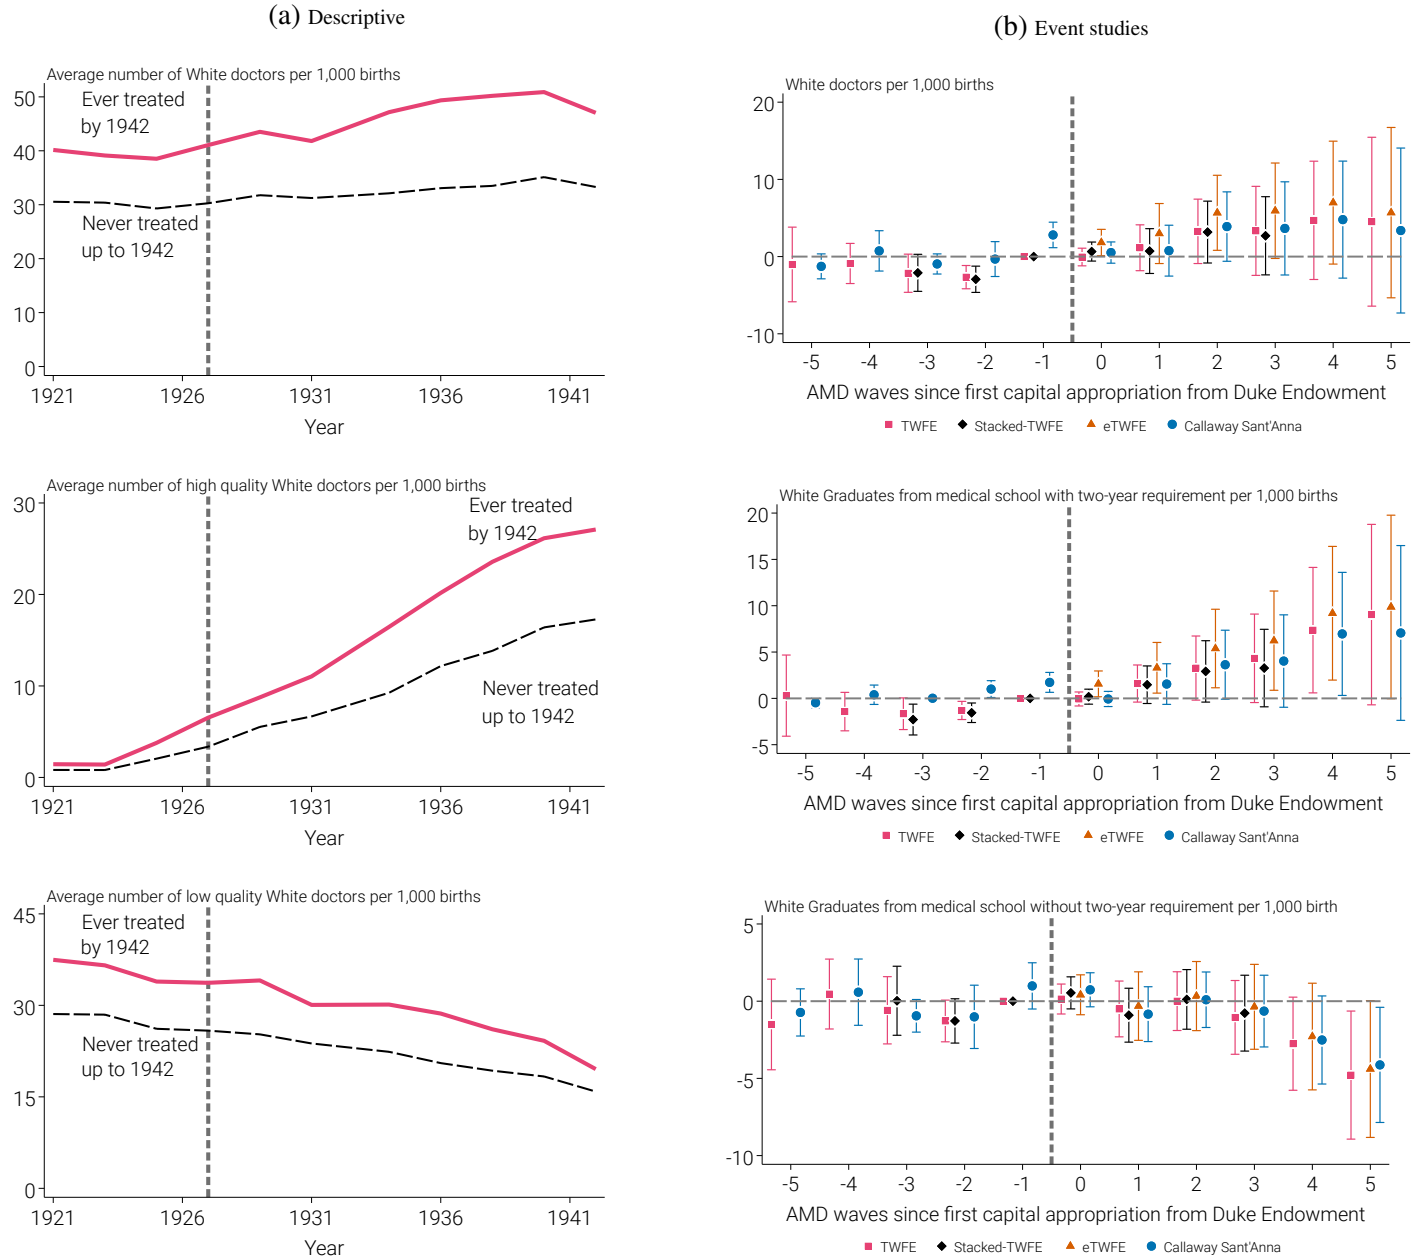 (a) Descriptive
Average number of White doctors per 1,000 births
Ever treated
by 1942
Never treated
up to 1942
50
40
30
20
10
0
1921
1926
1931
1936
1941
Year
Average number of high quality White doctors per 1,000 births
Ever treated
by 1942
Never treated
up to 1942
30
20
10
0
1921
1926
1931
1936
1941
Year
Average number of low quality White doctors per 1,000 births
Ever treated
by 1942
Never treated
up to 1942
45
30
15
0
1921
1926
1931
1936
1941
Year
(b) Event studies
White doctors per 1,000 births
20
10
0
-10
-5
-4
-3
-2
-1
0
1
2
3
4
5
AMD waves since first capital appropriation from Duke Endowment
TWFE
Stacked-TWFE
eTWFE
Callaway Sant'Anna
White Graduates from medical school with two-year requirement per 1,000 births
20
15
10
5
0
-5
-5
-4
-3
-2
-1
0
1
2
3
4
5
AMD waves since first capital appropriation from Duke Endowment
TWFE
Stacked-TWFE
eTWFE
Callaway Sant'Anna
White Graduates from medical school without two-year requirement per 1,000 birth
5
0
-5
-10
-5
-4
-3
-2
-1
0
1
2
3
4
5
AMD waves since first capital appropriation from Duke Endowment
TWFE
Stacked-TWFE
eTWFE
Callaway Sant'Anna